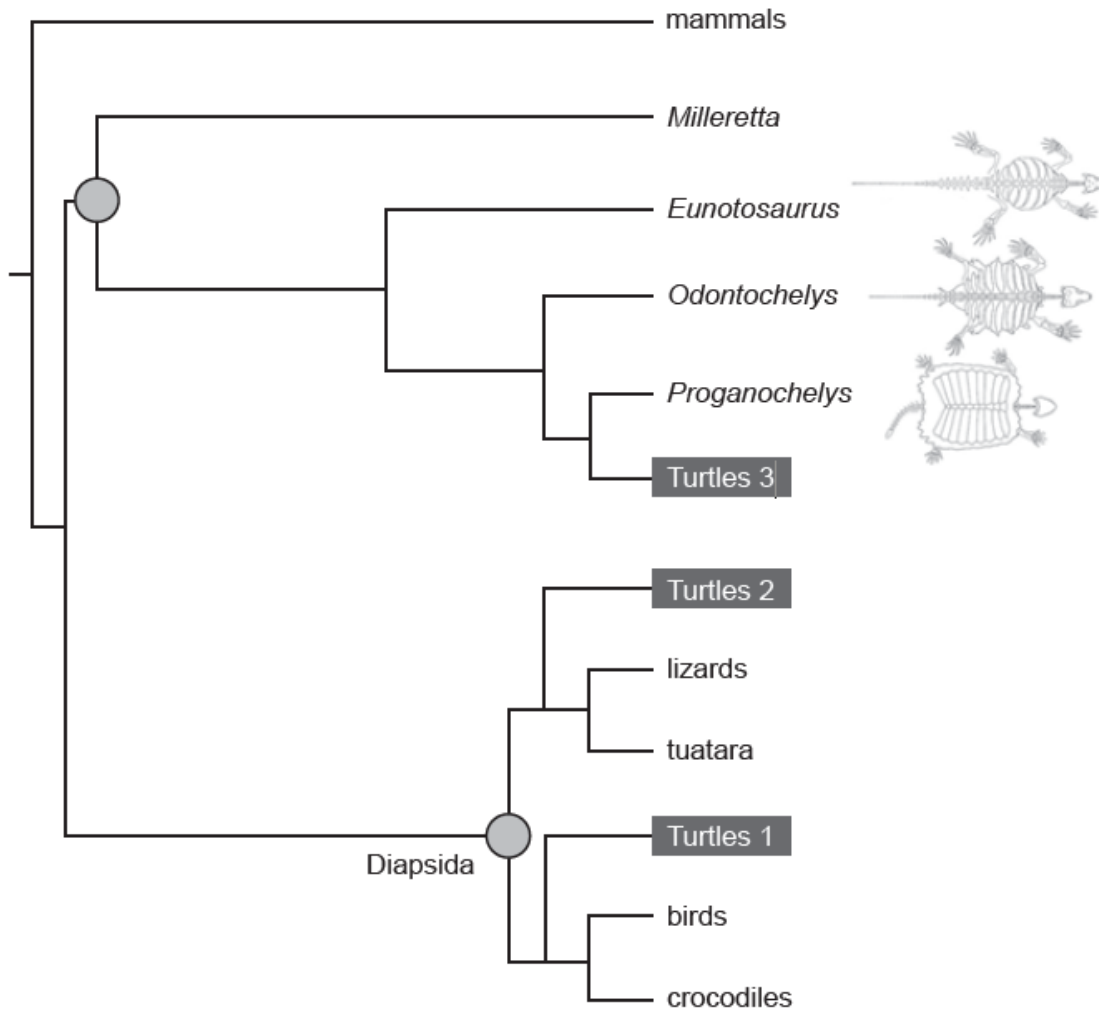 mammals
Milleretta
Eunotosaurus
Odontochelys
Proganochelys
Turtles 3
Turtles 2
lizards
tuatara
Turtles 1
Diapsida
birds
crocodiles